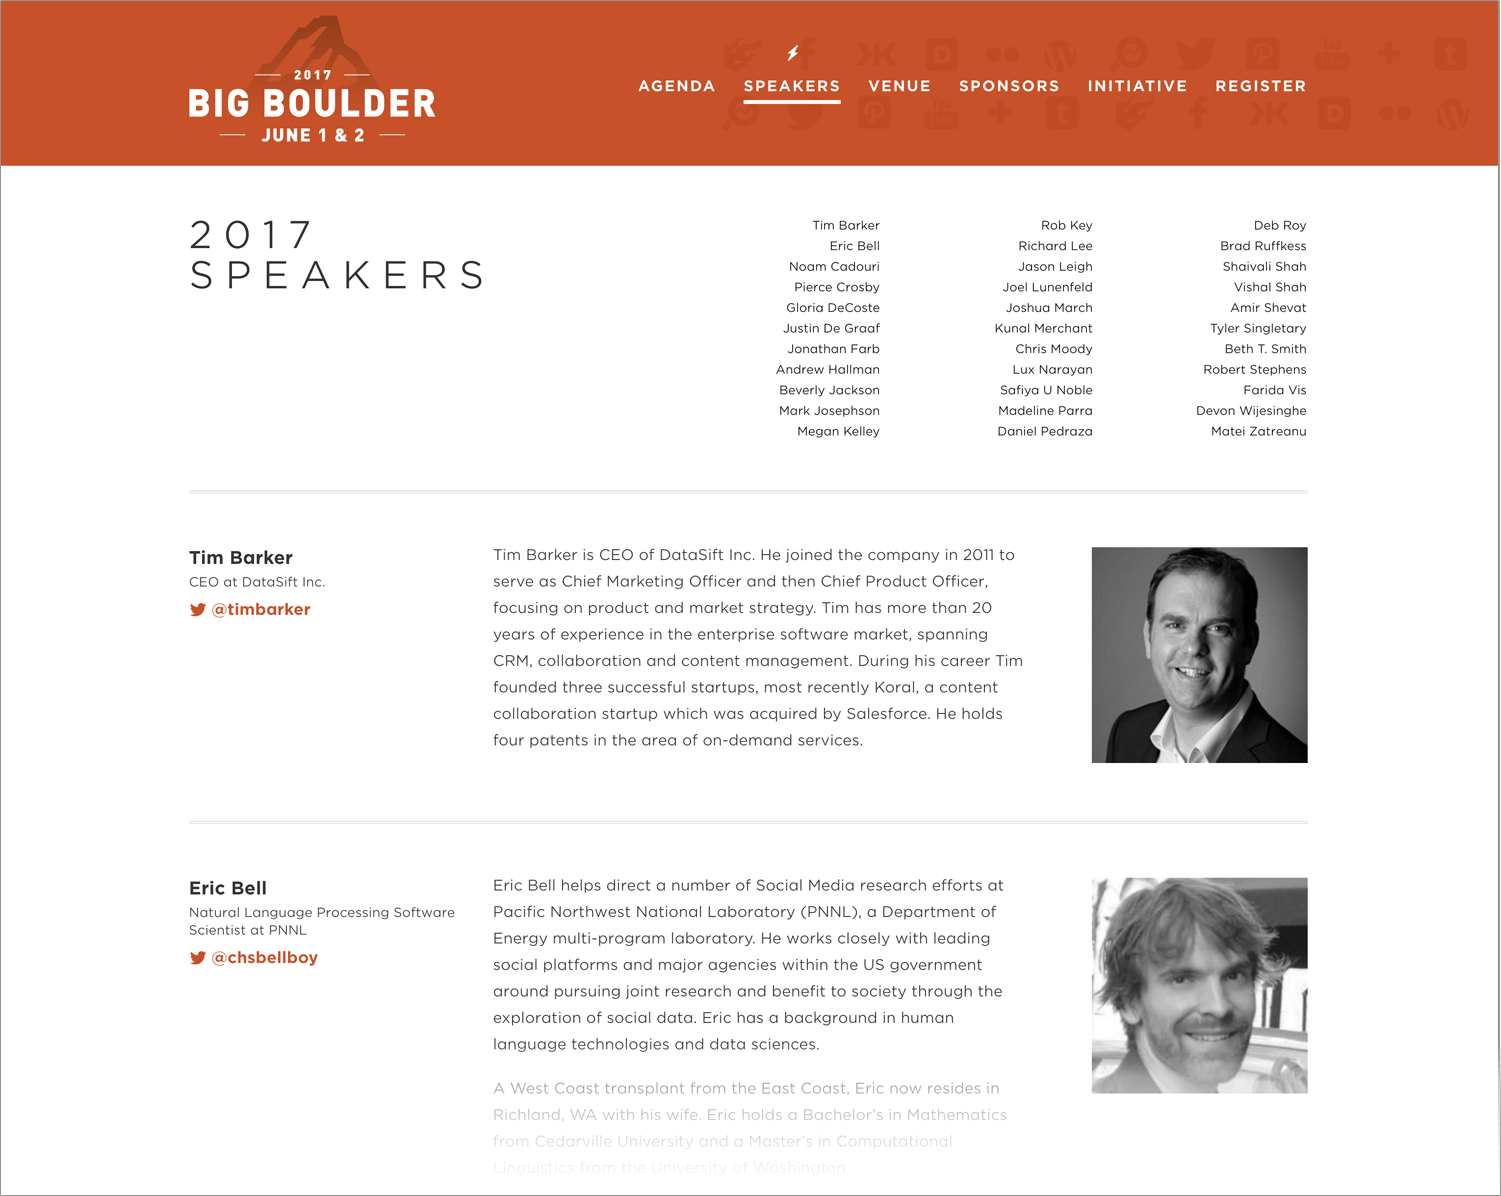 2017
BIG BOULDER
JUNE 1 & 2
AGENDA SPEAKERS VENUE SPONSORS INITIATIVE REGISTER
2017
SPEAKERS
Tim Barker
Eric Bell
Noam Cadouri
Pierce Crosby
Gloria DeCoste
Justin De Graaf
Jonathan Farb
Andrew Hallman
Beverly Jackson
Mark Josephson
Megan Kelley
Rob Key
Richard Lee
Jason Leigh
Joel Lunenfeld
Joshua March
Kunal Merchant
Chris Moody
Lux Narayan
Safiya U Noble
Madeline Parra
Daniel Pedraza
Deb Roy
Brad Ruffkess
Shaivali Shah
Vishal Shah
Amir Shevat
Tyler Singletary
Beth T. Smith
Robert Stephens
Farida Vis
Devon Wijesinghe
Matei Zatreanu
Tim Barker
CEO at DataSift Inc.
@timbarker
Tim Barker is CEO of DataSift Inc. He joined the company in 2011 to
serve as Chief Marketing Officer and then Chief Product Officer,
focusing on product and market strategy. Tim has more than 20
years of experience in the enterprise software market, spanning
CRM, collaboration and content management. During his career Tim
founded three successful startups, most recently Koral, a content
collaboration startup which was acquired by Salesforce. He holds
four patents in the area of on-demand services.
Eric Bell
Natural Language Processing Software
Scientist at PNNL
@chsbellboy
Eric Bell helps direct a number of Social Media research efforts at
Pacific Northwest National Laboratory (PNNL), a Department of
Energy multi-program laboratory. He works closely with leading
social platforms and major agencies within the US government
around pursuing joint research and benefit to society through the
exploration of social data. Eric has a background in human
language technologies and data sciences.
A West Coast transplant from the East Coast, Eric now resides in
Richland, WA with his wife. Eric holds a Bachelor's in Mathematics
from Cedarville University and a Master's in Computational
Linguistics from the University of Washington.